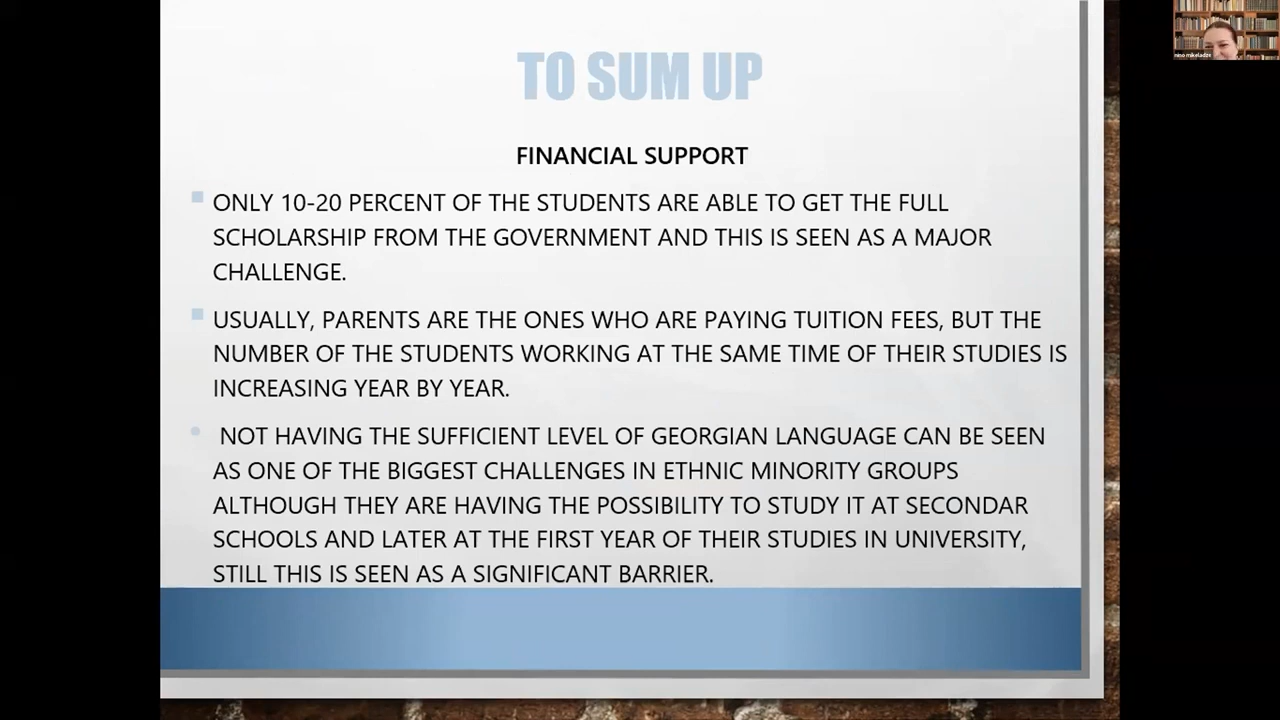 TO SUM UP
FINANCIAL SUPPORT
ONLY 10-20 PERCENT OF THE STUDENTS ARE ABLE TO GET THE FULL
SCHOLARSHIP FROM THE GOVERNMENT AND THIS IS SEEN AS A MAJOR
CHALLENGE.
USUALLY, PARENTS ARE THE ONES WHO ARE PAYING TUITION FEES, BUT THE
NUMBER OF THE STUDENTS WORKING AT THE SAME TIME OF THEIR STUDIES IS
INCREASING YEAR BY YEAR.
NOT HAVING THE SUFFICIENT LEVEL OF GEORGIAN LANGUAGE CAN BE SEEN
AS ONE OF THE BIGGEST CHALLENGES IN ETHNIC MINORITY GROUPS
ALTHOUGH THEY ARE HAVING THE POSSIBILITY TO STUDY IT AT SECONDAR
SCHOOLS AND LATER AT THE FIRST YEAR OF THEIR STUDIES IN UNIVERSITY,
STILL THIS IS SEEN AS A SIGNIFICANT BARRIER.
nino mikeladze